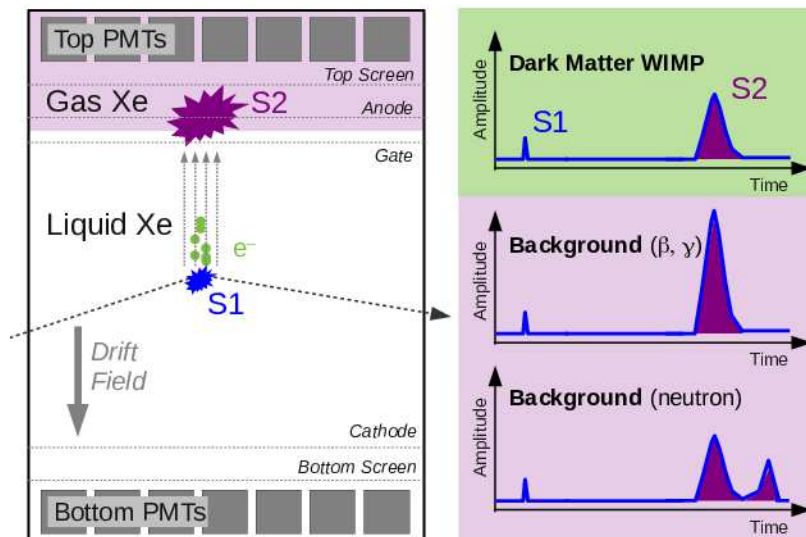 Top PMTs
Top Screen
Gas Xe
S2
Anode
Gate
Liquid Xe
e⁻
S1
Drift
Field
Cathode
Bottom Screen
Bottom PMTs
Amplitude
Dark Matter WIMP
S1
S2
Time
Amplitude
Background (β, γ)
Time
Amplitude
Background (neutron)
Time